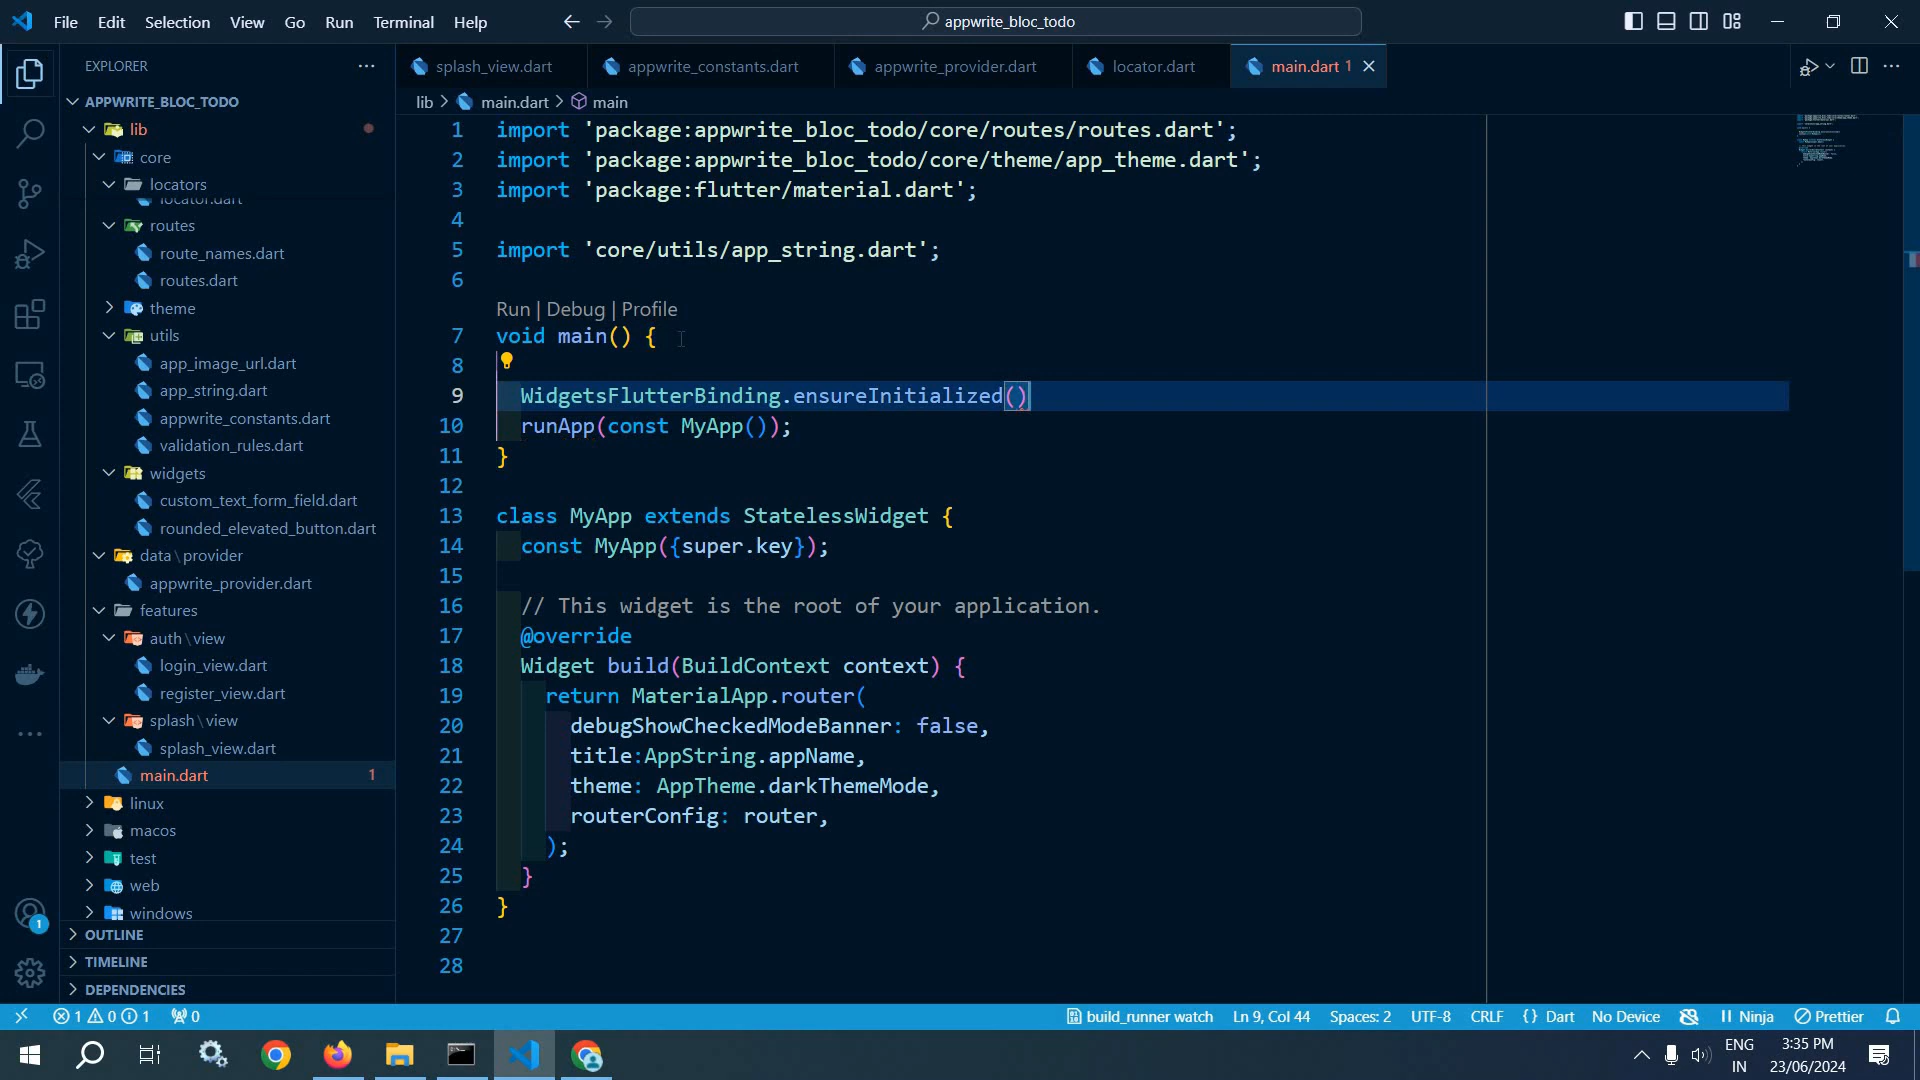 File Edit Selection View Go Run Terminal Help
appwrite_bloc_todo
EXPLORER
APPWRITE_BLOC_TODO
lib
core
locators
locator.dart
routes
route_names.dart
routes.dart
theme
utils
app_image_url.dart
app_string.dart
appwrite_constants.dart
validation_rules.dart
widgets
custom_text_form_field.dart
rounded_elevated_button.dart
data\provider
appwrite_provider.dart
features
auth\view
login_view.dart
register_view.dart
splash\view
splash_view.dart
main.dart 1
linux
macos
test
web
windows
OUTLINE
TIMELINE
DEPENDENCIES
1
splash_view.dart appwrite_constants.dart appwrite_provider.dart locator.dart main.dart 1
lib > main.dart > main
1 import 'package:appwrite_bloc_todo/core/routes/routes.dart';
2 import 'package:appwrite_bloc_todo/core/theme/app_theme.dart';
3 import 'package:flutter/material.dart';
4
5 import 'core/utils/app_string.dart';
6
Run | Debug | Profile
7 void main() {
8
9 WidgetsFlutterBinding.ensureInitialized()
10 runApp(const MyApp());
11 }
12
13 class MyApp extends StatelessWidget {
14 const MyApp({super.key});
15
16 // This widget is the root of your application.
17 @override
18 Widget build(BuildContext context) {
19 return MaterialApp.router(
20 debugShowCheckedModeBanner: false,
21 title:AppString.appName,
22 theme: AppTheme.darkThemeMode,
23 routerConfig: router,
24 );
25 }
26 }
27
28
1 0 1 0 build_runner watch Ln 9, Col 44 Spaces: 2 UTF-8 CRLF { } Dart No Device Ninja Prettier
ENG
IN
3:35 PM
23/06/2024